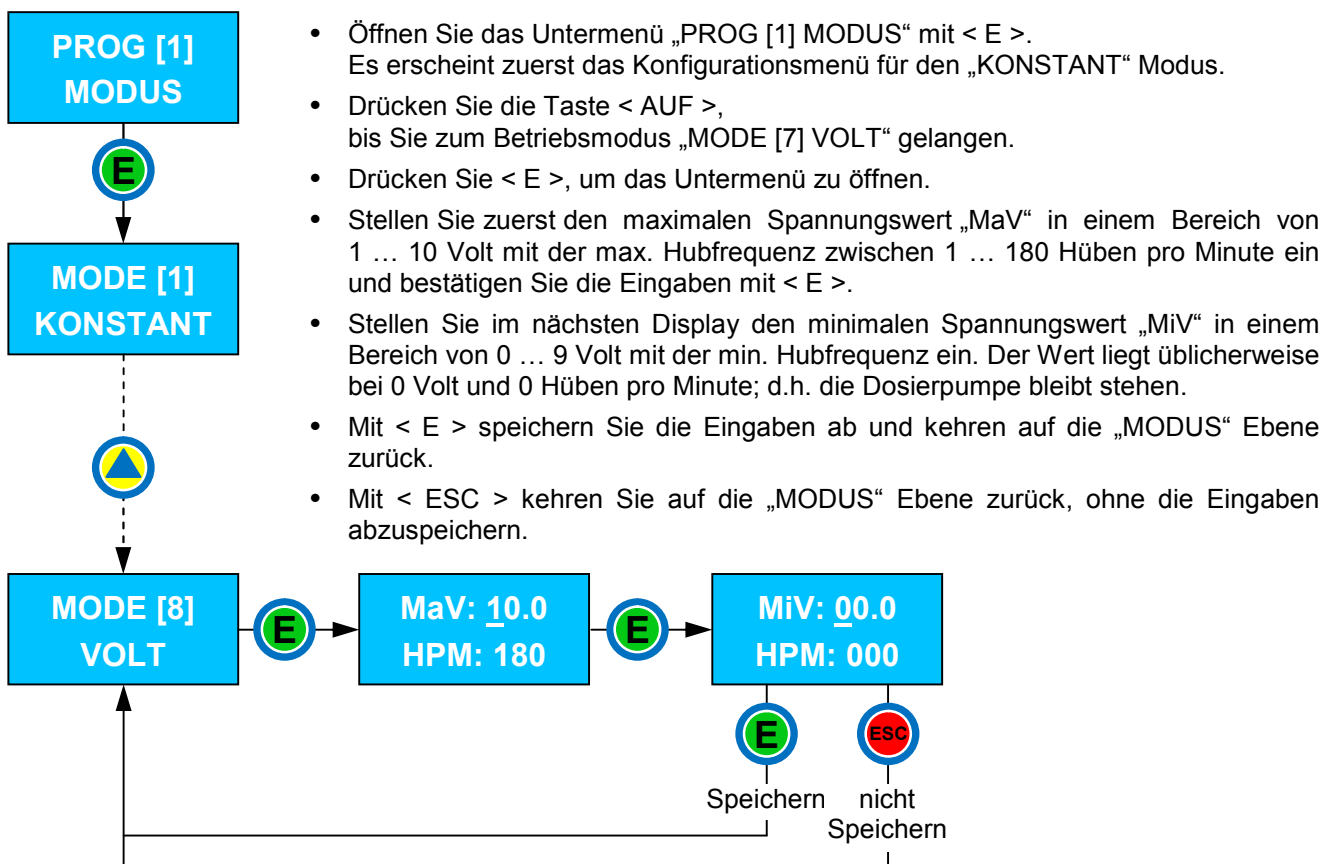 PROG [1]
MODUS
E
MODE [1]
KONSTANT
• Öffnen Sie das Untermenü „PROG [1] MODUS“ mit < E >.
Es erscheint zuerst das Konfigurationsmenü für den „KONSTANT“ Modus.
• Drücken Sie die Taste < AUF >,
bis Sie zum Betriebsmodus „MODE [7] VOLT“ gelangen.
• Drücken Sie < E >, um das Untermenü zu öffnen.
• Stellen Sie zuerst den maximalen Spannungswert „MaV“ in einem Bereich von
1 … 10 Volt mit der max. Hubfrequenz zwischen 1 … 180 Hüben pro Minute ein
und bestätigen Sie die Eingaben mit < E >.
• Stellen Sie im nächsten Display den minimalen Spannungswert „MiV“ in einem
Bereich von 0 … 9 Volt mit der min. Hubfrequenz ein. Der Wert liegt üblicherweise
bei 0 Volt und 0 Hüben pro Minute; d.h. die Dosierpumpe bleibt stehen.
• Mit < E > speichern Sie die Eingaben ab und kehren auf die „MODUS“ Ebene
zurück.
• Mit < ESC > kehren Sie auf die „MODUS“ Ebene zurück, ohne die Eingaben
abzuspeichern.
MODE [8]
VOLT
E
MaV: 10.0
HPM: 180
E
MiV: 00.0
HPM: 000
E
ESC
Speichern
nicht
Speichern